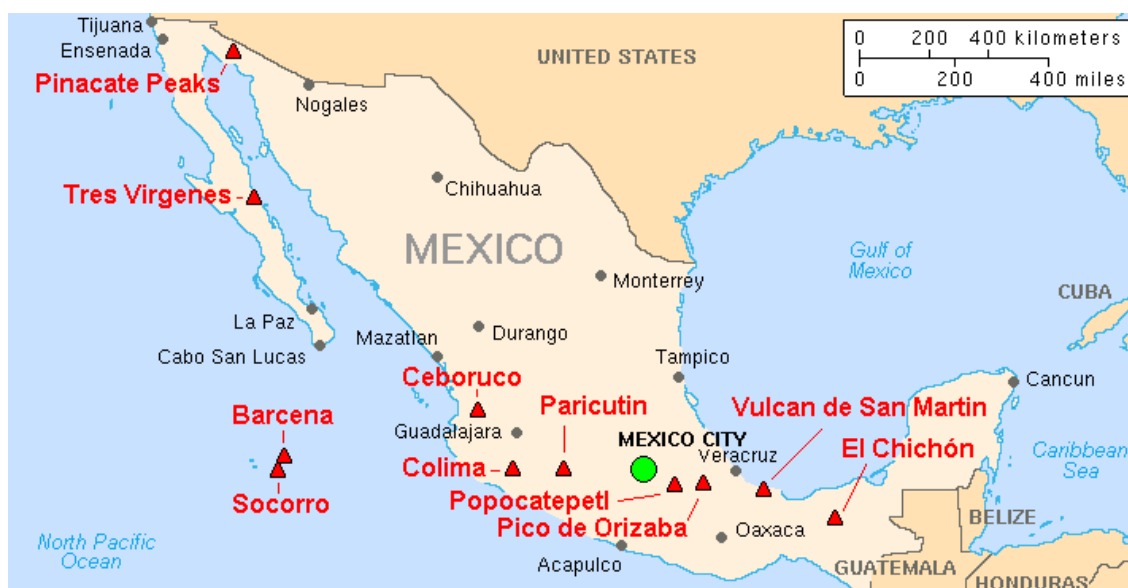 Tijuana
Ensenada
Pinacate Peaks
Nogales
UNITED STATES
0 200 400 kilometers
0 200 400 miles
Chihuahua
Tres Virgenes
MEXICO
Gulf of
Mexico
Monterrey
CUBA
La Paz
Durango
Mazatlan
Cabo San Lucas
Tampico
Ceboruco
Cancun
Barcena
Paricutin
Vulcan de San Martin
Guadalajara
MEXICO CITY
El Chichón
Veracruz
Caribbean
Sea
Colima
Socorro
Popocatepetl
Pico de Orizaba
BELIZE
Oaxaca
North Pacific
Ocean
Acapulco
GUATEMALA
HONDURAS